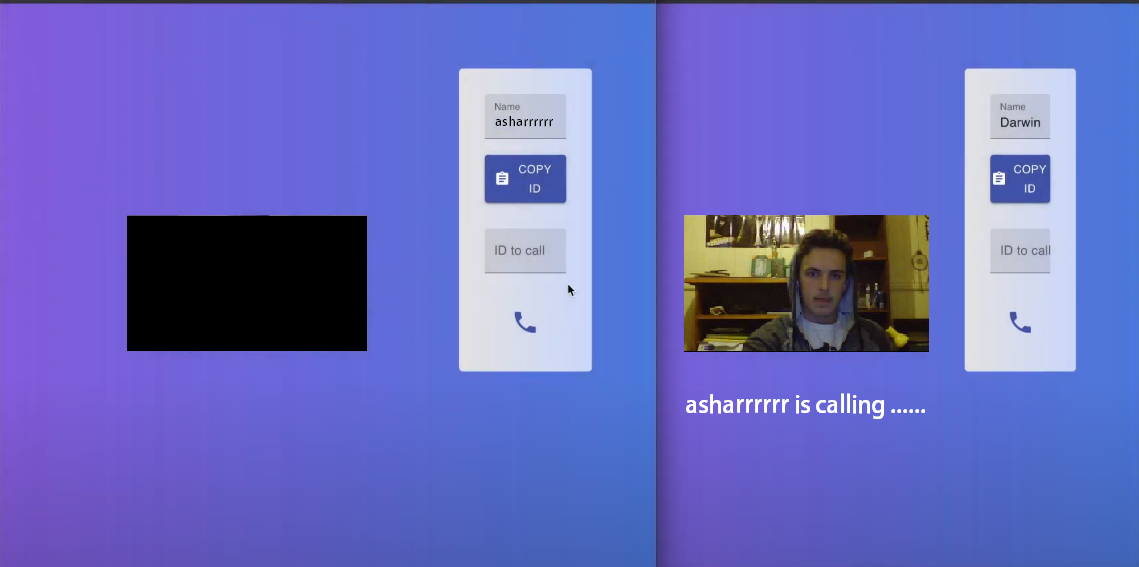 Name
asharrrrrr
COPY
ID
ID to call
Name
Darwin
COPY
ID
ID to call
asharrrrrr is calling ......